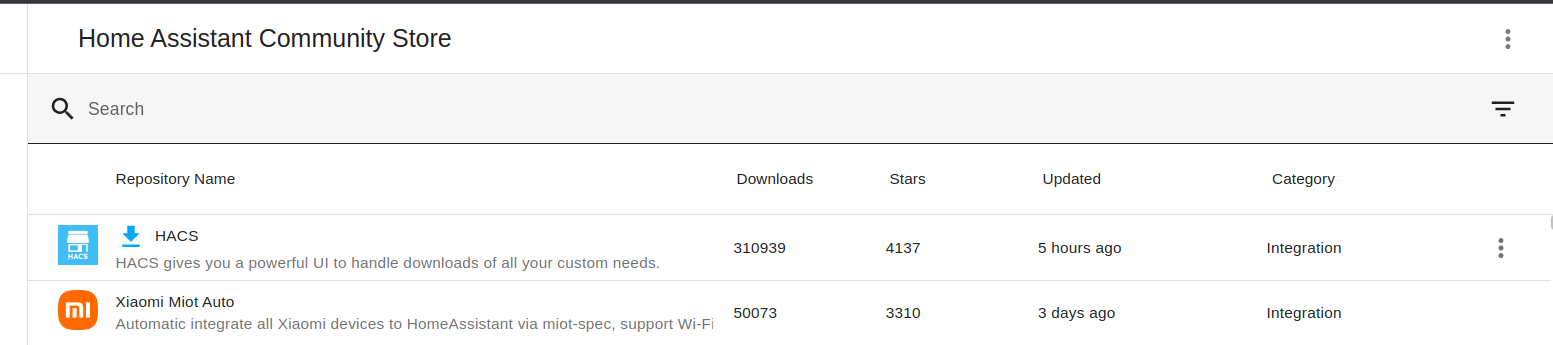 Home Assistant Community Store
Search
Repository Name Downloads Stars Updated Category
HACS
HACS
HACS gives you a powerful UI to handle downloads of all your custom needs.
310939 4137 5 hours ago Integration
mi
Xiaomi Miot Auto
Automatic integrate all Xiaomi devices to HomeAssistant via miot-spec, support Wi-Fi
50073 3310 3 days ago Integration